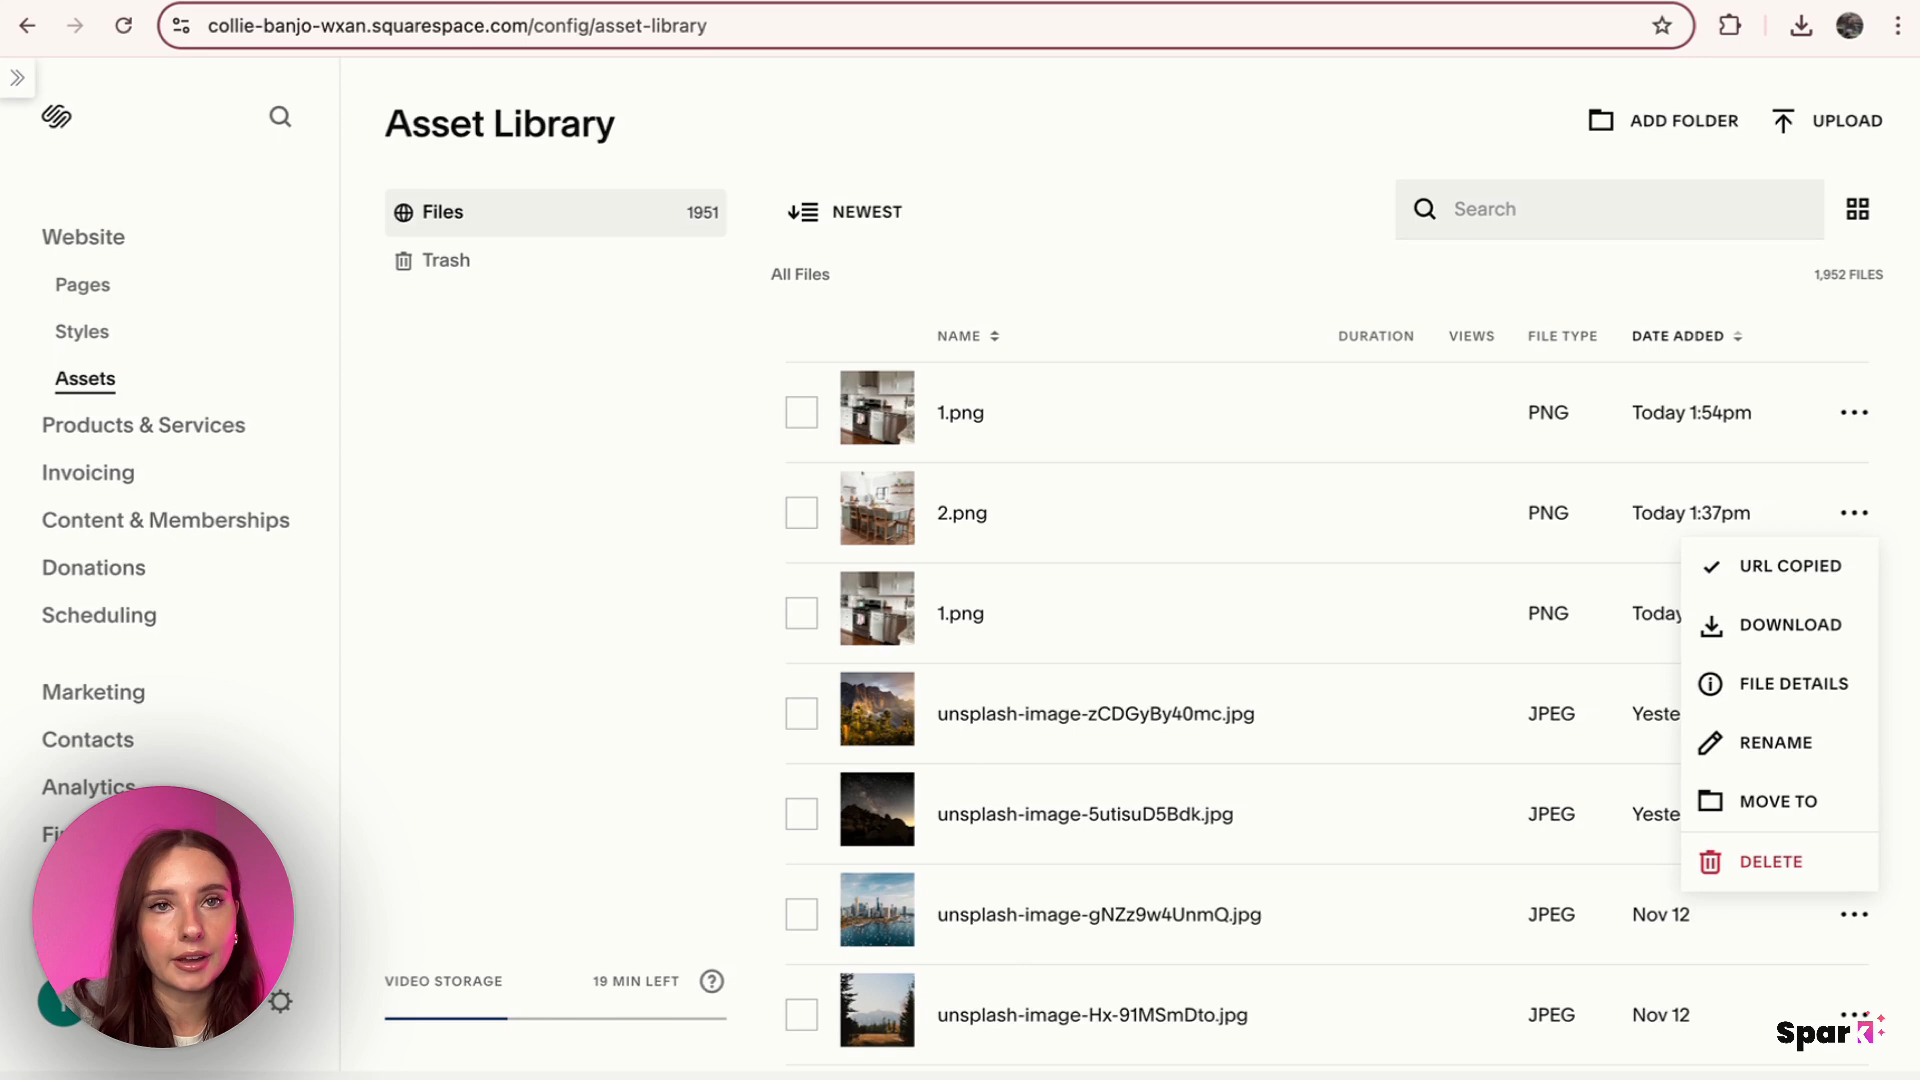 collie-banjo-wxan.squarespace.com/config/asset-library
Asset Library
ADD FOLDER
UPLOAD
Website
Pages
Styles
Assets
Products & Services
Invoicing
Content & Memberships
Donations
Scheduling
Marketing
Contacts
Analytics
Fi
Files 1951
Trash
NEWEST
Search
All Files
1,952 FILES
NAME DURATION VIEWS FILE TYPE DATE ADDED
1.png PNG Today 1:54pm
2.png PNG Today 1:37pm
1.png PNG Today
unsplash-image-zCDGyBy40mc.jpg JPEG Yeste
unsplash-image-5utisuD5Bdk.jpg JPEG Yeste
unsplash-image-gNZz9w4UnmQ.jpg JPEG Nov 12
unsplash-image-Hx-91MSmDto.jpg JPEG Nov 12
URL COPIED
DOWNLOAD
FILE DETAILS
RENAME
MOVE TO
DELETE
VIDEO STORAGE 19 MIN LEFT
Spark